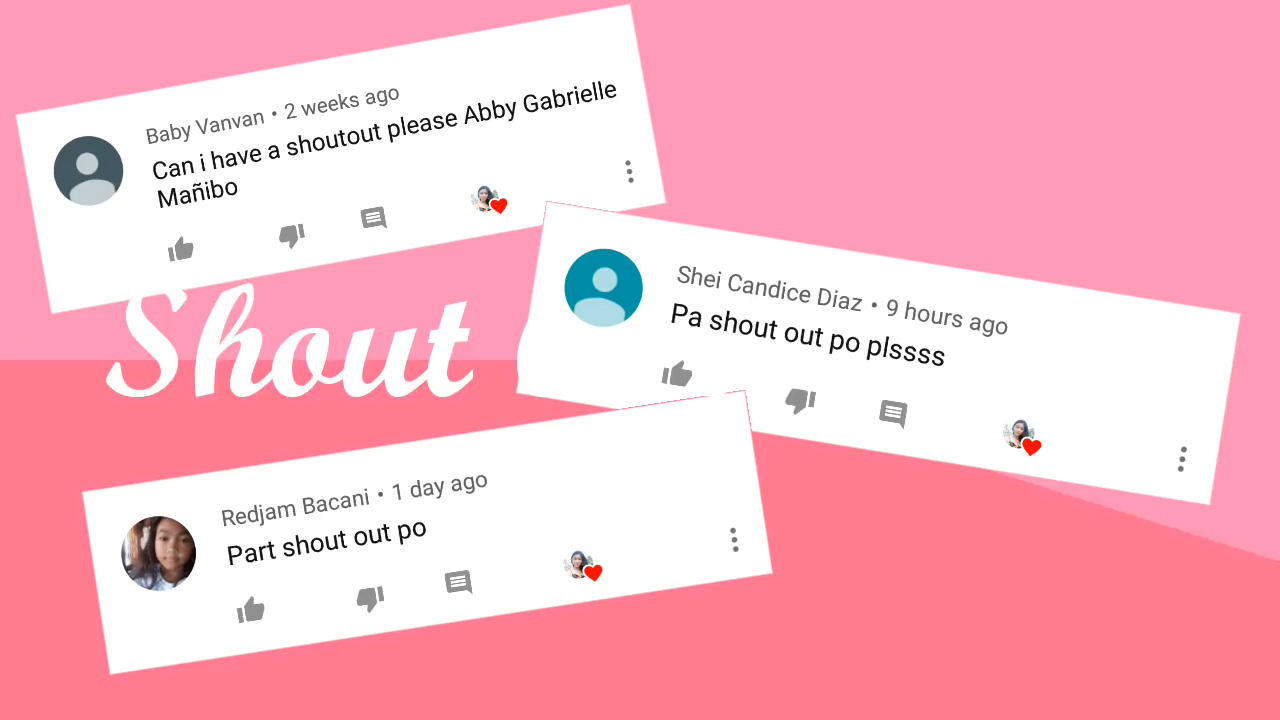 Baby Vanvan • 2 weeks ago
Can i have a shoutout please Abby Gabrielle
Mañibo
Shei Candice Diaz • 9 hours ago
Pa shout out po plssss
Shout
Redjam Bacani • 1 day ago
Part shout out po